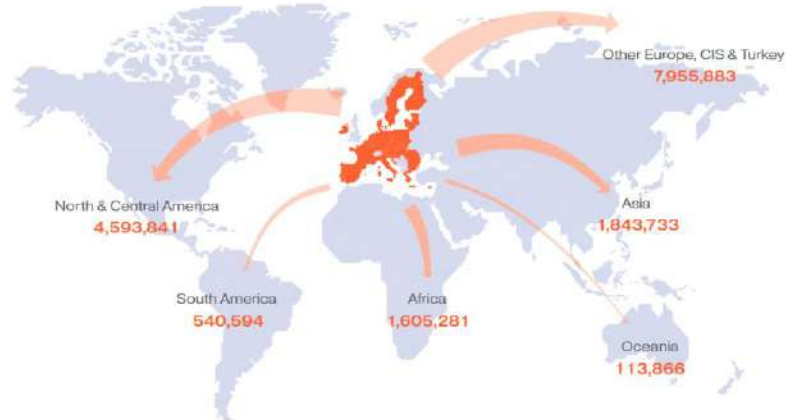 Other Europe, CIS & Turkey
7,955,883
North & Central America
4,593,841
Asia
1,843,733
South America
540,594
Africa
1,605,281
Oceania
113,866